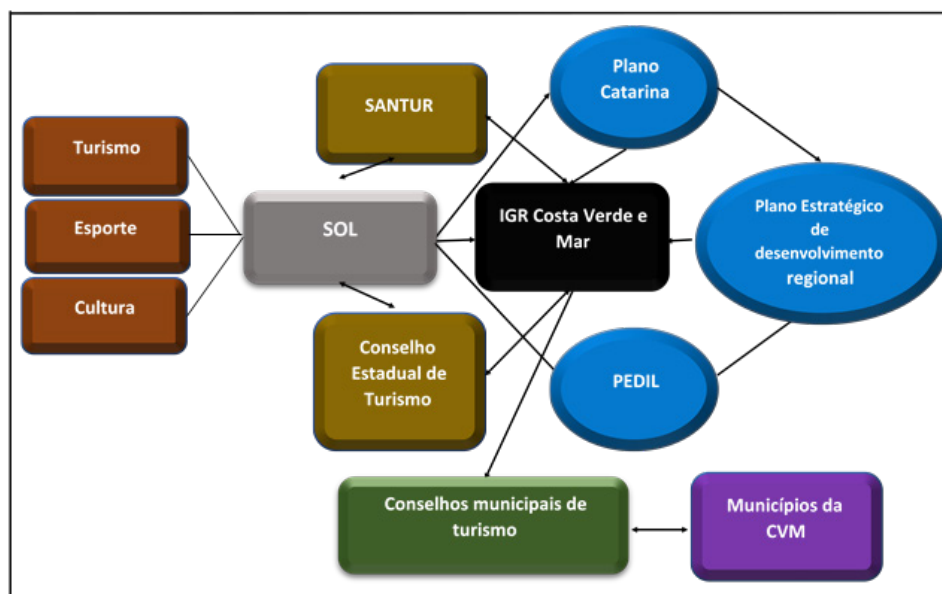 Turismo
Esporte
Cultura
SANTUR
SOL
Conselho
Estadual de
Turismo
Plano
Catarina
IGR Costa Verde e
Mar
Plano Estratégico
de
desenvolvimento
regional
PEDIL
Conselhos municipais de
turismo
Municípios da
CVM